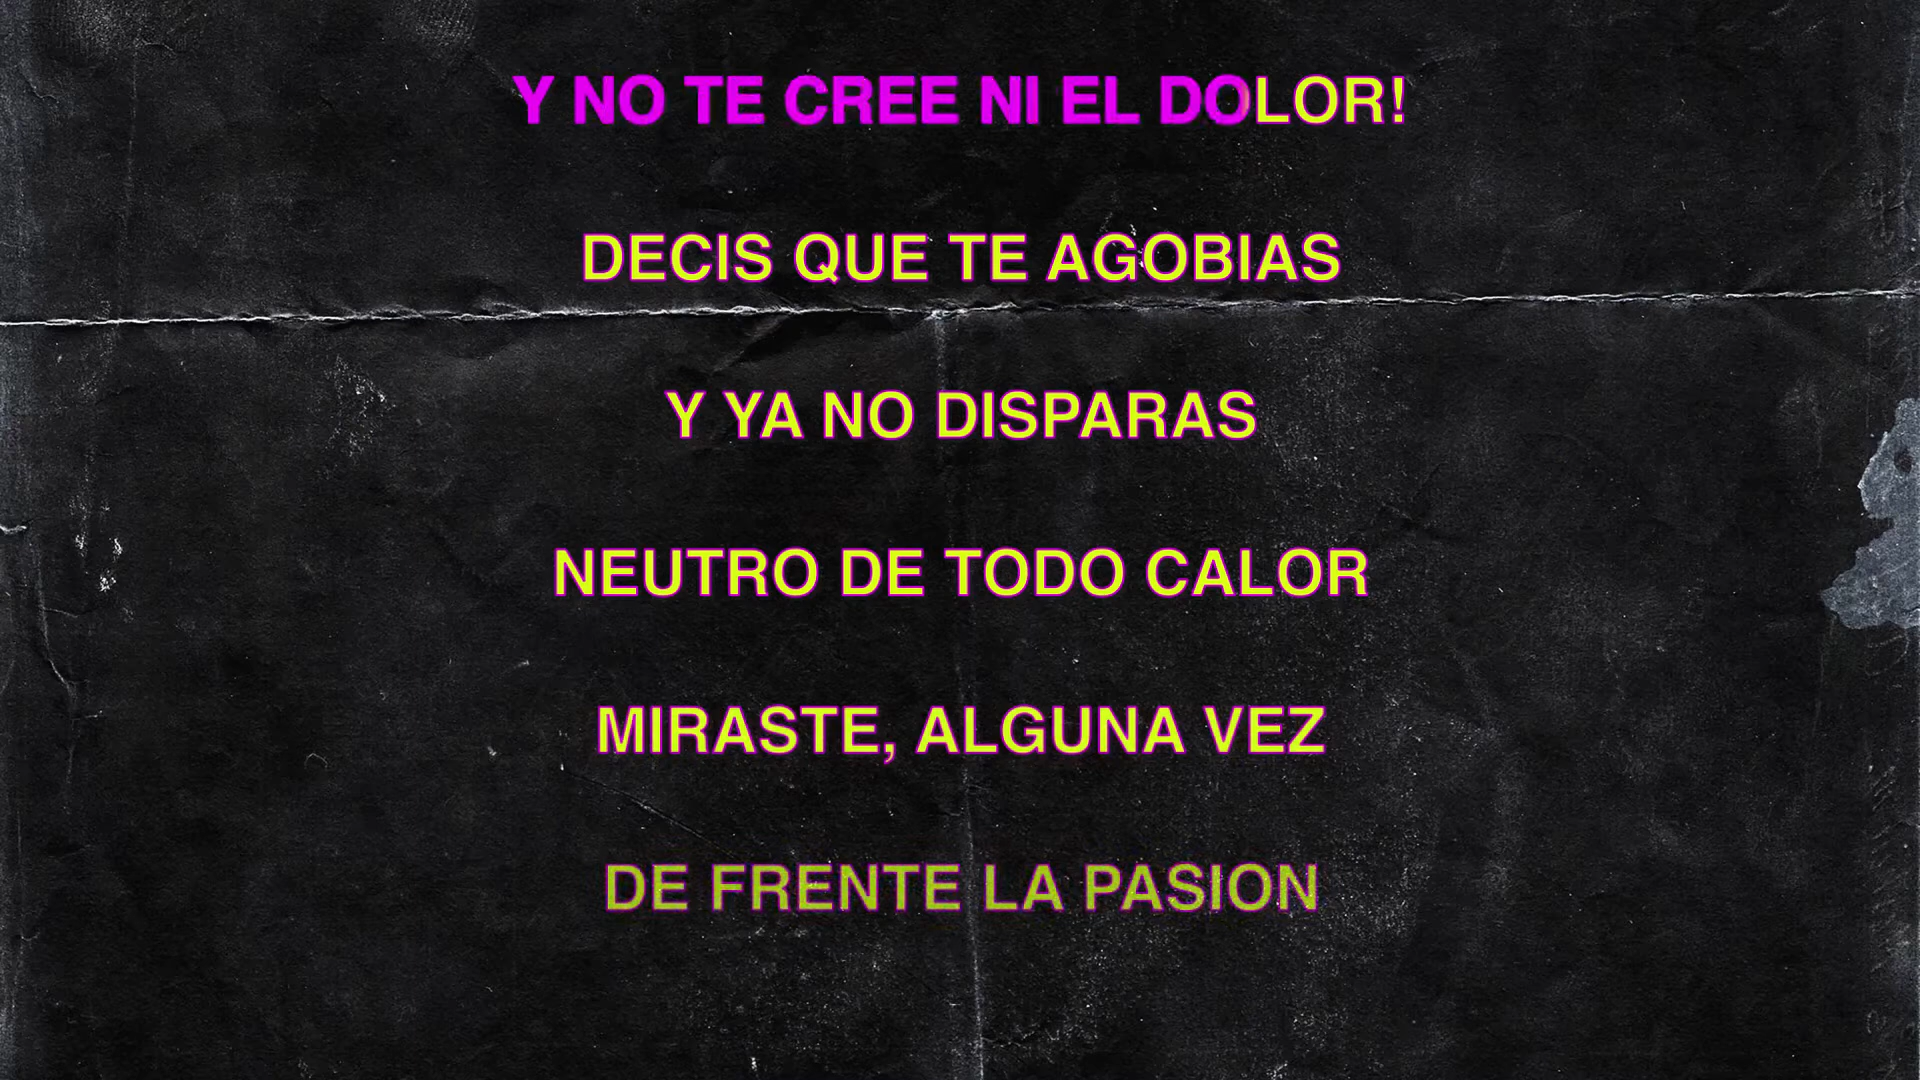 Y NO TE CREE NI EL DOLOR!
DECIS QUE TE AGOBIAS
Y YA NO DISPARAS
NEUTRO DE TODO CALOR
MIRASTE, ALGUNA VEZ
DE FRENTE LA PASION